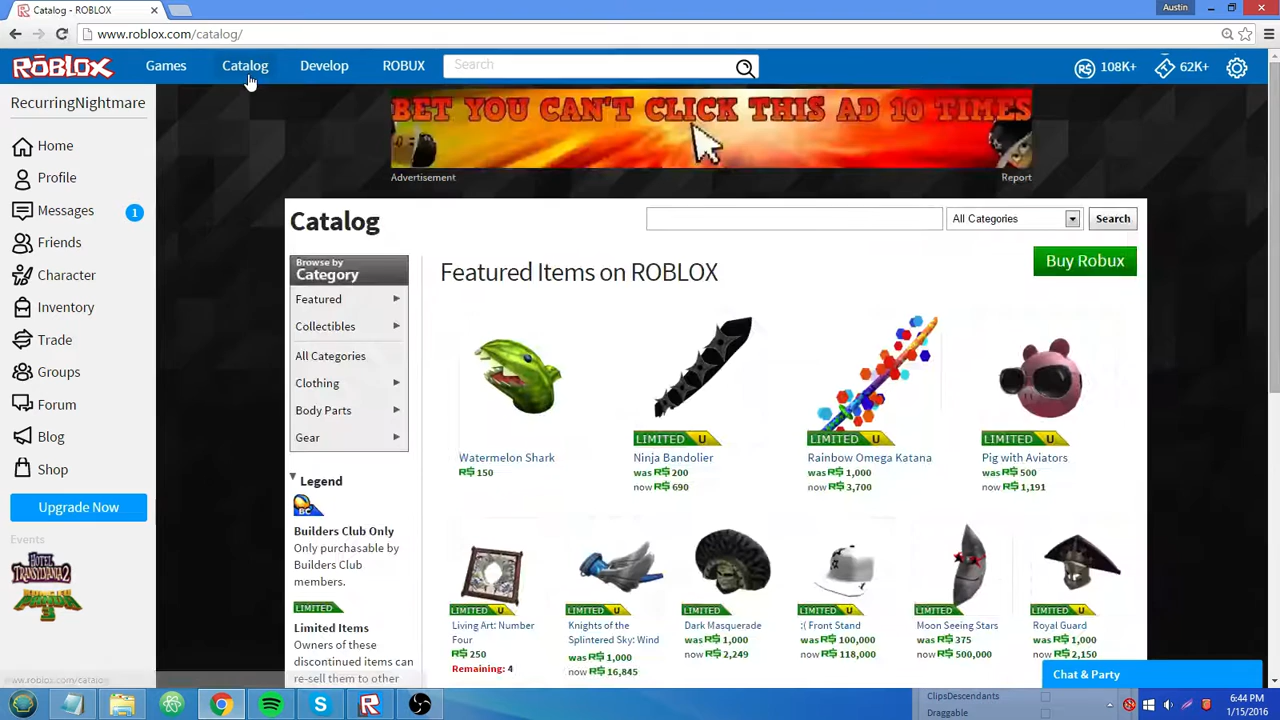 Catalog - ROBLOX
Austin
www.roblox.com/catalog/
ROBLOX
Games
Catalog
Develop
ROBUX
Search
108K+
62K+
RecurringNightmare
BET YOU CAN'T CLICK THIS AD 10 TIMES
Advertisement
Report
Home
Profile
Messages
1
Friends
Character
Inventory
Trade
Groups
Forum
Blog
Shop
Upgrade Now
Events
HOTEL
TRANSYLVANIA 2
Catalog
All Categories
Search
Browse by
Category
Featured
Collectibles
All Categories
Clothing
Body Parts
Gear
Legend
BC
Builders Club Only
Only purchasable by
Builders Club
members.
LIMITED
Limited Items
Owners of these
discontinued items can
re-sell them to other
Featured Items on ROBLOX
Buy Robux
LIMITED U
LIMITED U
LIMITED U
Watermelon Shark
R$ 150
Ninja Bandolier
was R$ 200
now R$ 690
Rainbow Omega Katana
was R$ 1,000
now R$ 3,700
Pig with Aviators
was R$ 500
now R$ 1,191
LIMITED U
LIMITED U
LIMITED U
LIMITED U
LIMITED U
LIMITED U
Living Art: Number
Four
R$ 250
Remaining: 4
Knights of the
Splintered Sky: Wind
was R$ 1,000
now R$ 16,845
Dark Masquerade
was R$ 1,000
now R$ 2,249
:( Front Stand
was R$ 100,000
now R$ 118,000
Moon Seeing Stars
was R$ 375
now R$ 500,000
Royal Guard
was R$ 1,000
now R$ 2,150
Chat & Party
www.roblox.com/catalog
ClipsDescendants
Draggable
6:44 PM
1/15/2016